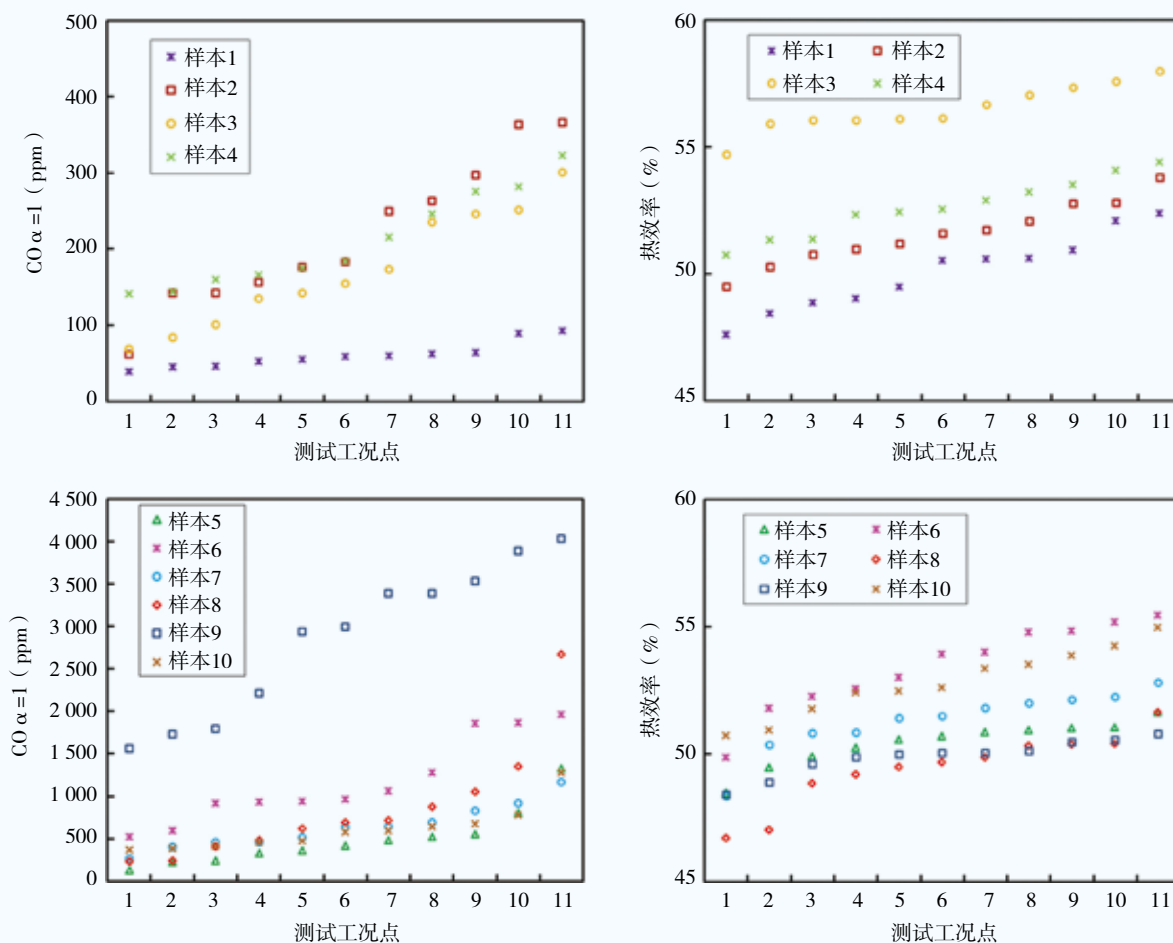 500
400
300
200
100
0
CO α=1（ppm）
样本1
样本2
样本3
样本4
1 2 3 4 5 6 7 8 9 10 11
测试工况点
60
55
50
45
热效率（%）
样本1 样本2
样本3 样本4
1 2 3 4 5 6 7 8 9 10 11
测试工况点
4 500
4 000
3 500
3 000
2 500
2 000
1 500
1 000
500
0
CO α=1（ppm）
样本5
样本6
样本7
样本8
样本9
样本10
1 2 3 4 5 6 7 8 9 10 11
测试工况点
60
55
50
45
热效率（%）
样本5 样本6
样本7 样本8
样本9 样本10
1 2 3 4 5 6 7 8 9 10 11
测试工况点